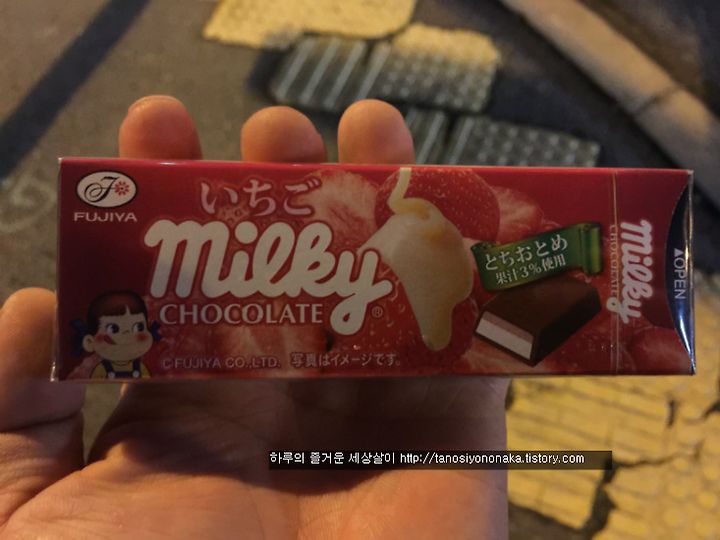 FUJIYA
いちご
milky
CHOCOLATE
®
とちおとめ
果汁3%使用
© FUJIYA CO.,LTD. 写真はイメージです。
milky
CHOCOLATE
▲OPEN
하루의 즐거운 세상살이 http://tanosiyononaka.tistory.com